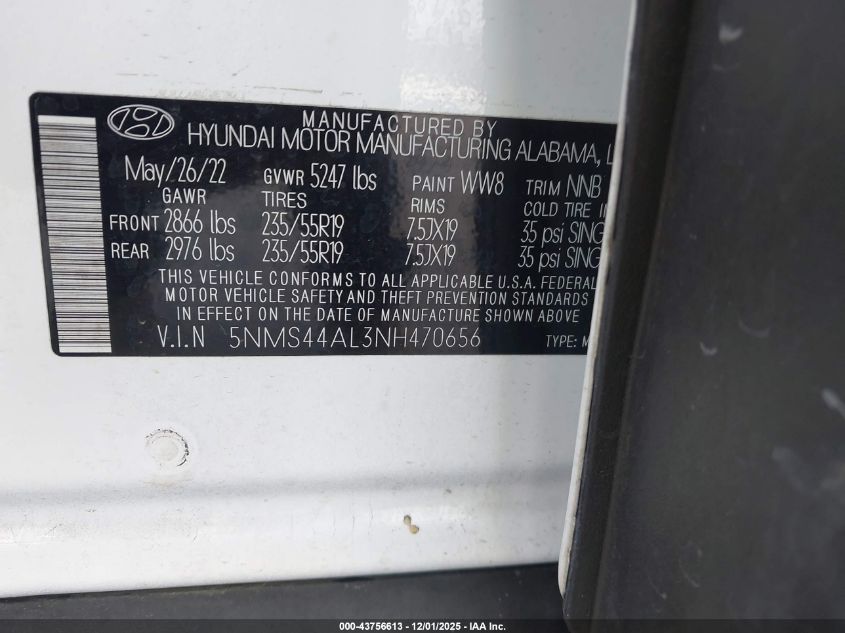 MANUFACTURED BY
HYUNDAI MOTOR MANUFACTURING ALABAMA,
May/26/22 GVWR 5247 lbs PAINT WW8 TRIM NNB
GAWR TIRES RIMS COLD TIRE
FRONT 2866 lbs 235/55R19 7.5JX19 35 psi SING
REAR 2976 lbs 235/55R19 7.5JX19 35 psi SING
THIS VEHICLE CONFORMS TO ALL APPLICABLE U.S.A. FEDERAL
MOTOR VEHICLE SAFETY AND THEFT PREVENTION STANDARDS
IN EFFECT ON THE DATE OF MANUFACTURE SHOWN ABOVE
V.I.N 5NMS44AL3NH470656 TYPE: M
000-43756613 - 12/01/2025 - IAA Inc.